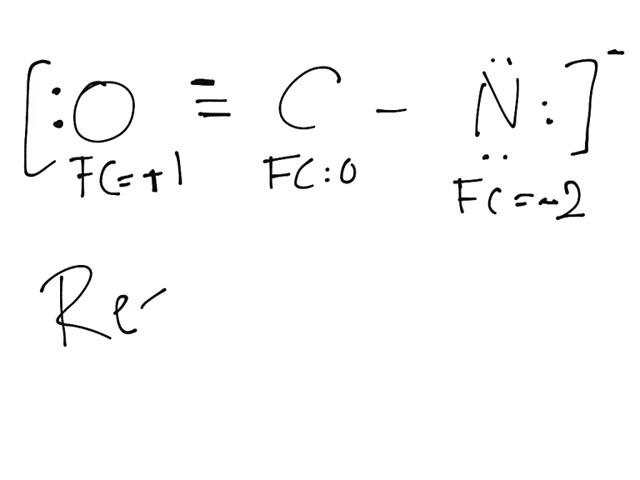 [:O ≡ C - N̈:]⁻
FC=+1 FC:0 FC=-2
Re